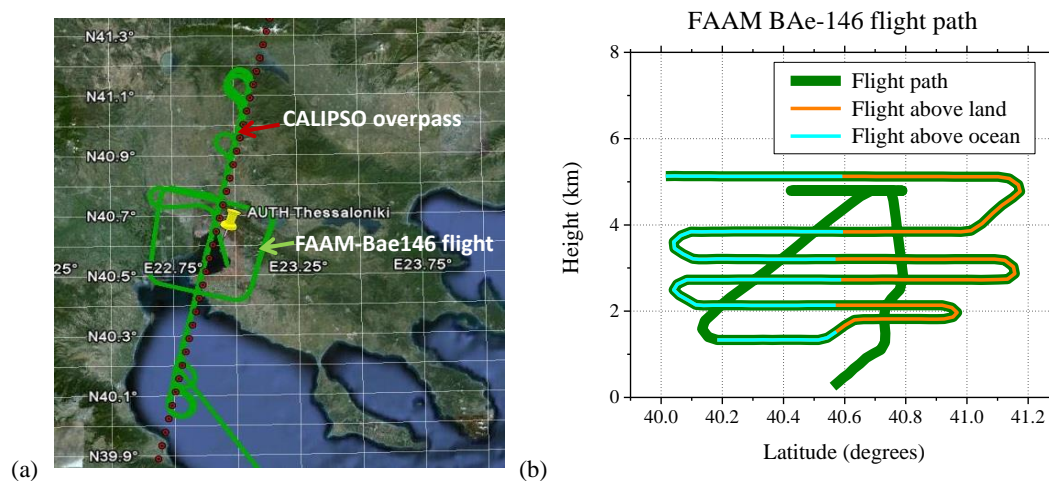 N41.3°
N41.1°
CALIPSO overpass
N40.9°
N40.7°
AUTH Thessaloniki
FAAM-Bae146 flight
25°
E22.75°
E23.25°
E23.75°
N40.5°
N40.3°
N40.1°
N39.9°
(a)
FAAM BAe-146 flight path
Flight path
Flight above land
Flight above ocean
Height (km)
8
6
4
2
0
40.0 40.2 40.4 40.6 40.8 41.0 41.2
Latitude (degrees)
(b)